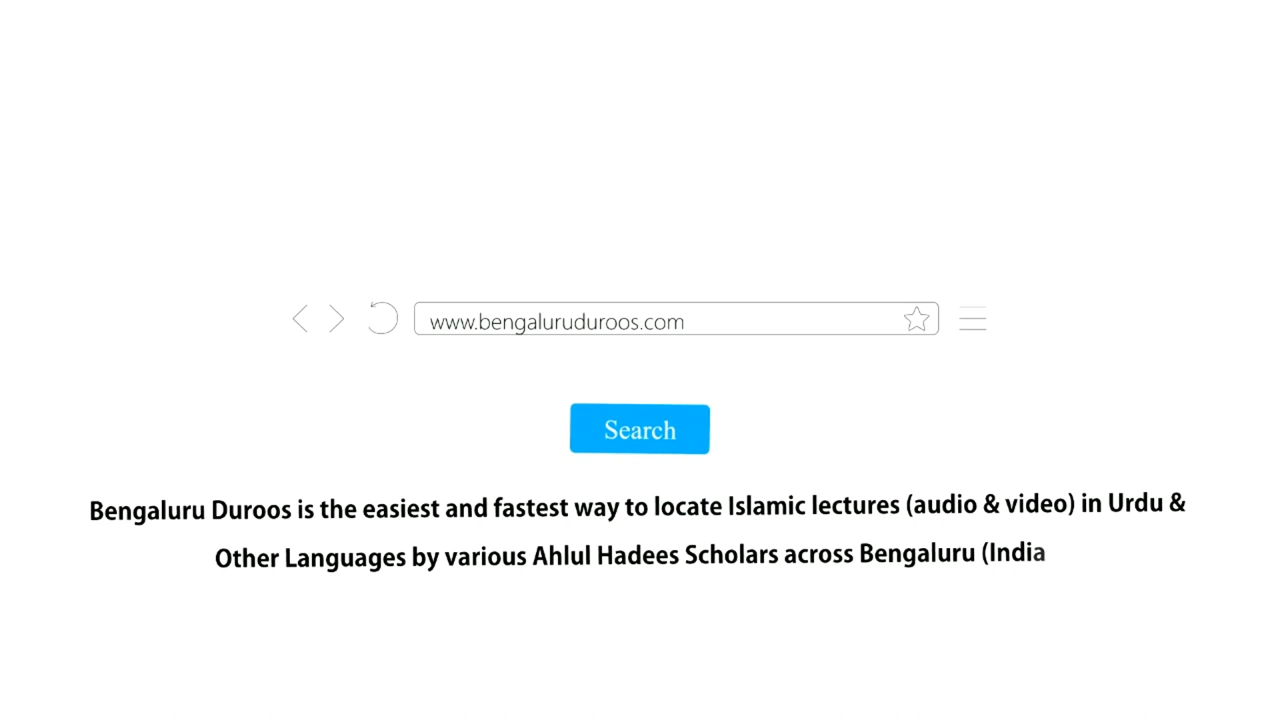 www.bengaluruduroos.com
Search
Bengaluru Duroos is the easiest and fastest way to locate Islamic lectures (audio & video) in Urdu &
Other Languages by various Ahlul Hadees Scholars across Bengaluru (India